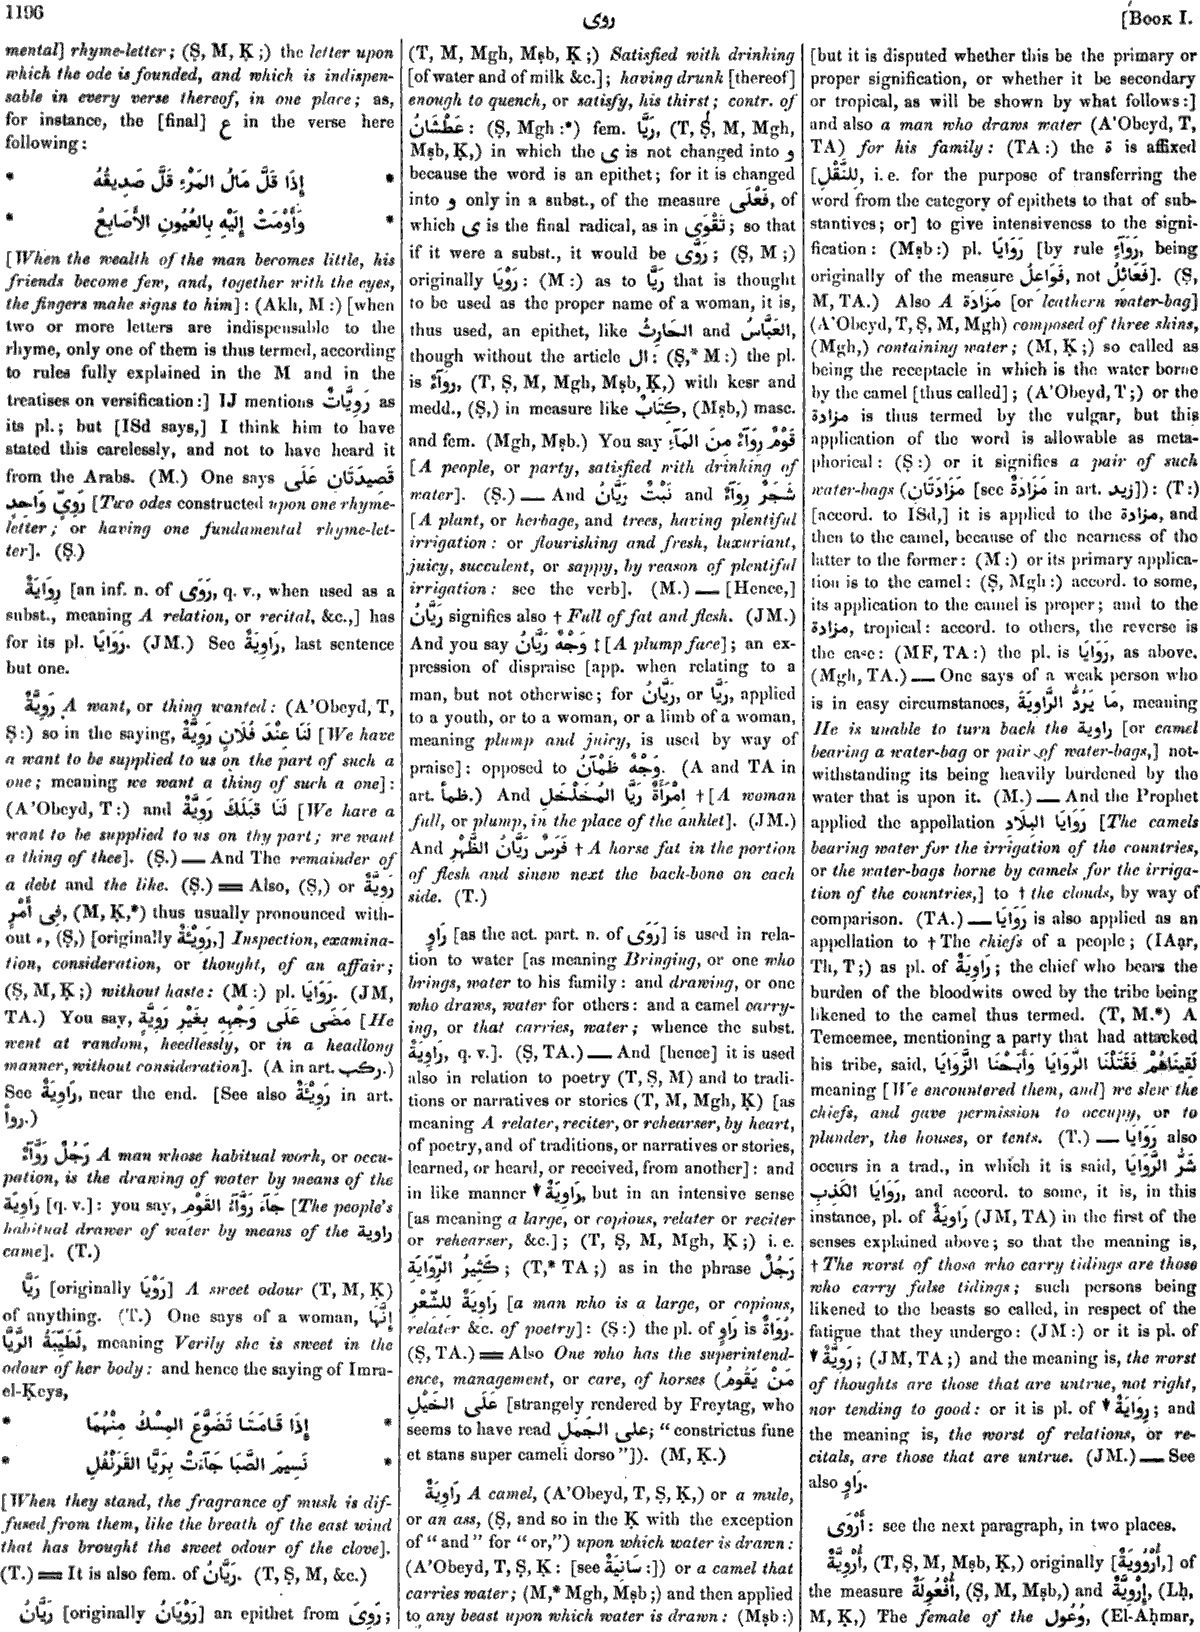 1196
روى
[Book I.
mental] rhyme-letter; (Ṣ, M, Ḳ;) the letter upon
which the ode is founded, and which is indispen-
sable in every verse thereof, in one place; as,
for instance, the [final] ع in the verse here
following:
* إِذَا قَلَّ مَالُ المَرْءِ قَلَّ صَدِيقُهُ *
* وَأَوْمَتْ إِلَيْهِ بِالعُيُونِ الأَصَابِعُ *
[When the wealth of the man becomes little, his
friends become few, and, together with the eyes,
the fingers make signs to him]: (Akh, M:) [when
two or more letters are indispensable to the
rhyme, only one of them is thus termed, according
to rules fully explained in the M and in the
treatises on versification:] IJ mentions رَوِيَّاتٌ as
its pl.; but [ISd says,] I think him to have
stated this carelessly, and not to have heard it
from the Arabs. (M.) One says قَصِيدَتَانِ عَلَى
رَوِيٍّ وَاحِدٍ [Two odes constructed upon one rhyme-
letter; or having one fundamental rhyme-let-
ter]. (Ṣ.)
رِوَايَةٌ [an inf. n. of رَوَى, q. v., when used as a
subst., meaning A relation, or recital, &c.,] has
for its pl. رَوَايَا. (JM.) See رَاوِيَةٌ, last sentence
but one.
رَوِيَّةٌ A want, or thing wanted: (A'Obeyd, T,
Ṣ:) so in the saying, لَنَا عِنْدَ فُلَانٍ رَوِيَّةٌ [We have
a want to be supplied to us on the part of such a
one; meaning we want a thing of such a one]:
(A'Obeyd, T:) and لَنَا قِبَلَكَ رَوِيَّةٌ [We have a
want to be supplied to us on thy part; we want
a thing of thee]. (Ṣ.) — And The remainder of
a debt and the like. (Ṣ.) = Also, (Ṣ,) or رَوِيَّةٌ
فِى أَمْرٍ, (M, Ḳ,*) thus usually pronounced with-
out ء, (Ṣ,) [originally رَوِيْئَةٌ,] Inspection, examina-
tion, consideration, or thought, of an affair;
(Ṣ, M, Ḳ;) without haste: (M:) pl. رَوَايَا. (JM,
TA.) You say, مَضَى عَلَى وَجْهِهِ بِغَيْرِ رَوِيَّةٍ [He
went at random, heedlessly, or in a headlong
manner, without consideration]. (A in art. ركب.)
See رَاوِيَةٌ, near the end. [See also رَوِيْئَةٌ in art.
روأ.)
رَجُلٌ رَوَّآءٌ A man whose habitual work, or occu-
pation, is the drawing of water by means of the
رَاوِيَة [q. v.]: you say, جَآءَ رَوَّآءُ القَوْمِ [The people's
habitual drawer of water by means of the راوية
came]. (T.)
رَيَّا [originally رَوْيَا] A sweet odour (T, M, Ḳ)
of anything. (T.) One says of a woman, إِنَّهَا
لَطَيِّبَةُ الرَّيَّا, meaning Verily she is sweet in the
odour of her body: and hence the saying of Imra-
el-Ḳeys,
* إِذَا قَامَتَا تَضَوَّعَ المِسْكُ مِنْهُمَا *
* نَسِيمَ الصَّبَا جَآءَتْ بِرَيَّا القَرَنْفُلِ *
[When they stand, the fragrance of musk is dif-
fused from them, like the breath of the east wind
that has brought the sweet odour of the clove].
(T.) = It is also fem. of رَيَّانُ. (T, Ṣ, M, &c.)
رَيَّانُ [originally رَوْيَانُ] an epithet from رَوِىَ;
(T, M, Mgh, Mṣb, Ḳ;) Satisfied with drinking
[of water and of milk &c.]; having drunk [thereof]
enough to quench, or satisfy, his thirst; contr. of
عَطْشَانُ: (Ṣ, Mgh:*) fem. رَيَّا, (T, Ṣ, M, Mgh,
Mṣb, Ḳ,) in which the ى is not changed into و
because the word is an epithet; for it is changed
into و only in a subst., of the measure فَعْلَى, of
which ى is the final radical, as in تَقْوَى; so that
if it were a subst., it would be رَوَّى; (Ṣ, M;)
originally رَوْيَا: (M:) as to رَيَّا that is thought
to be used as the proper name of a woman, it is,
thus used, an epithet, like الحَارِثُ and العَبَّاسُ,
though without the article ال: (Ṣ,* M:) the pl.
is رِوَآءٌ, (T, Ṣ, M, Mgh, Mṣb, Ḳ,) with kesr and
medd., (Ṣ,) in measure like كِتَابٌ, (Mṣb,) masc.
and fem. (Mgh, Mṣb.) You say قَوْمٌ رِوَآءٌ مِنَ المَآءِ
[A people, or party, satisfied with drinking of
water]. (Ṣ.) — And نَبْتٌ رَيَّانُ and شَجَرٌ رِوَآءٌ
[A plant, or herbage, and trees, having plentiful
irrigation: or flourishing and fresh, luxuriant,
juicy, succulent, or sappy, by reason of plentiful
irrigation: see the verb]. (M.) — [Hence,]
رَيَّانُ signifies also † Full of fat and flesh. (JM.)
And you say وَجْهٌ رَيَّانُ ‡ [A plump face]; an ex-
pression of dispraise [app. when relating to a
man, but not otherwise; for رَيَّانُ, or رَيَّا, applied
to a youth, or to a woman, or a limb of a woman,
meaning plump and juicy, is used by way of
praise]: opposed to وَجْهٌ ظَمْآنُ. (A and TA in
art. ظمأ.) And امْرَأَةٌ رَيَّا المُخَلْخَلِ † [A woman
full, or plump, in the place of the anklet]. (JM.)
And فَرَسٌ رَيَّانُ الظَّهْرِ † A horse fat in the portion
of flesh and sinew next the back-bone on each
side. (T.)
رَاوٍ [as the act. part. n. of رَوَى] is used in rela-
tion to water [as meaning Bringing, or one who
brings, water to his family: and drawing, or one
who draws, water for others: and a camel carry-
ing, or that carries, water; whence the subst.
رَاوِيَةٌ, q. v.]. (Ṣ, TA.) — And [hence] it is used
also in relation to poetry (T, Ṣ, M) and to tradi-
tions or narratives or stories (T, M, Mgh, Ḳ) [as
meaning A relater, reciter, or rehearser, by heart,
of poetry, and of traditions, or narratives or stories,
learned, or heard, or received, from another]: and
in like manner ▼ رَاوِيَةٌ, but in an intensive sense
[as meaning a large, or copious, relater or reciter
or rehearser, &c.]; (T, Ṣ, M, Mgh, Ḳ;) i. e.
كَثِيرُ الرِّوَايَةِ; (T,* TA;) as in the phrase رَجُلٌ
رَاوِيَةٌ لِلشِّعْرِ [a man who is a large, or copious,
relater &c. of poetry]: (Ṣ:) the pl. of رَاوٍ is رُوَاةٌ.
(Ṣ, TA.) = Also One who has the superintend-
ence, management, or care, of horses (مَنْ يَقُومُ
عَلَى الخَيْلِ [strangely rendered by Freytag, who
seems to have read على الجَمَلِ; "constrictus fune
et stans super cameli dorso"]). (M, Ḳ.)
رَاوِيَةٌ A camel, (A'Obeyd, T, Ṣ, Ḳ,) or a mule,
or an ass, (Ṣ, and so in the Ḳ with the exception
of "and" for "or,") upon which water is drawn:
(A'Obeyd, T, Ṣ, Ḳ: [see سَانِيَةٌ:]) or a camel that
carries water; (M,* Mgh, Mṣb;) and then applied
to any beast upon which water is drawn: (Mṣb:)
[but it is disputed whether this be the primary or
proper signification, or whether it be secondary
or tropical, as will be shown by what follows:]
and also a man who draws water (A'Obeyd, T,
TA) for his family: (TA:) the ة is affixed
[لِلنَّقْلِ, i. e. for the purpose of transferring the
word from the category of epithets to that of sub-
stantives; or] to give intensiveness to the signi-
fication: (Mṣb:) pl. رَوَايَا [by rule رَوَآءٍ, being
originally of the measure فَوَاعِلُ, not فَعَائِلُ]. (Ṣ,
M, TA.) Also A مَزَادَة [or leathern water-bag]
(A'Obeyd, T, Ṣ, M, Mgh) composed of three skins,
(Mgh,) containing water; (M, Ḳ;) so called as
being the receptacle in which is the water borne
by the camel [thus called]; (A'Obeyd, T;) or the
مزادة is thus termed by the vulgar, but this
application of the word is allowable as meta-
phorical: (Ṣ:) or it signifies a pair of such
water-bags (مَزَادَتَانِ [see مَزَادَةٌ in art. زيد]): (T:)
[accord. to ISd,] it is applied to the مزادة, and
then to the camel, because of the nearness of the
latter to the former: (M:) or its primary applica-
tion is to the camel: (Ṣ, Mgh:) accord. to some,
its application to the camel is proper; and to the
مزادة, tropical: accord. to others, the reverse is
the case: (MF, TA:) the pl. is رَوَايَا, as above.
(Mgh, TA.) — One says of a weak person who
is in easy circumstances, مَا يَرُدُّ الرَّاوِيَةَ, meaning
He is unable to turn back the راوية [or camel
bearing a water-bag or pair of water-bags,] not-
withstanding its being heavily burdened by the
water that is upon it. (M.) — And the Prophet
applied the appellation رَوَايَا البِلَادِ [The camels
bearing water for the irrigation of the countries,
or the water-bags borne by camels for the irriga-
tion of the countries,] to † the clouds, by way of
comparison. (TA.) — رَوَايَا is also applied as an
appellation to † The chiefs of a people; (IAạr,
Th, T;) as pl. of رَاوِيَةٌ; the chief who bears the
burden of the bloodwits owed by the tribe being
likened to the camel thus termed. (T, M.*) A
Temeemee, mentioning a party that had attacked
his tribe, said, لَقِينَاهُمْ فَقَتَلْنَا الرَّوَايَا وَأَبَحْنَا الزَّوَايَا
meaning [We encountered them, and] we slew the
chiefs, and gave permission to occupy, or to
plunder, the houses, or tents. (T.) — رَوَايَا also
occurs in a trad., in which it is said, شَرُّ الرَّوَايَا
رَوَايَا الكَذِبِ, and accord. to some, it is, in this
instance, pl. of رَاوِيَةٌ (JM, TA) in the first of the
senses explained above; so that the meaning is,
† The worst of those who carry tidings are those
who carry false tidings; such persons being
likened to the beasts so called, in respect of the
fatigue that they undergo: (JM:) or it is pl. of
▼ رَوِيَّةٌ; (JM, TA;) and the meaning is, the worst
of thoughts are those that are untrue, not right,
nor tending to good: or it is pl. of ▼ رِوَايَةٌ; and
the meaning is, the worst of relations, or re-
citals, are those that are untrue. (JM.) — See
also رَاوٍ.
أَرْوَى: see the next paragraph, in two places.
أُرْوِيَّةٌ, (T, Ṣ, M, Mṣb, Ḳ,) originally [أُرْوُويَةٌ,] of
the measure أُفْعُولَةٌ, (Ṣ, M, Mṣb,) and إِرْوِيَّةٌ, (Lḥ,
M, Ḳ,) The female of the وُعُول, (El-Aḥmar,